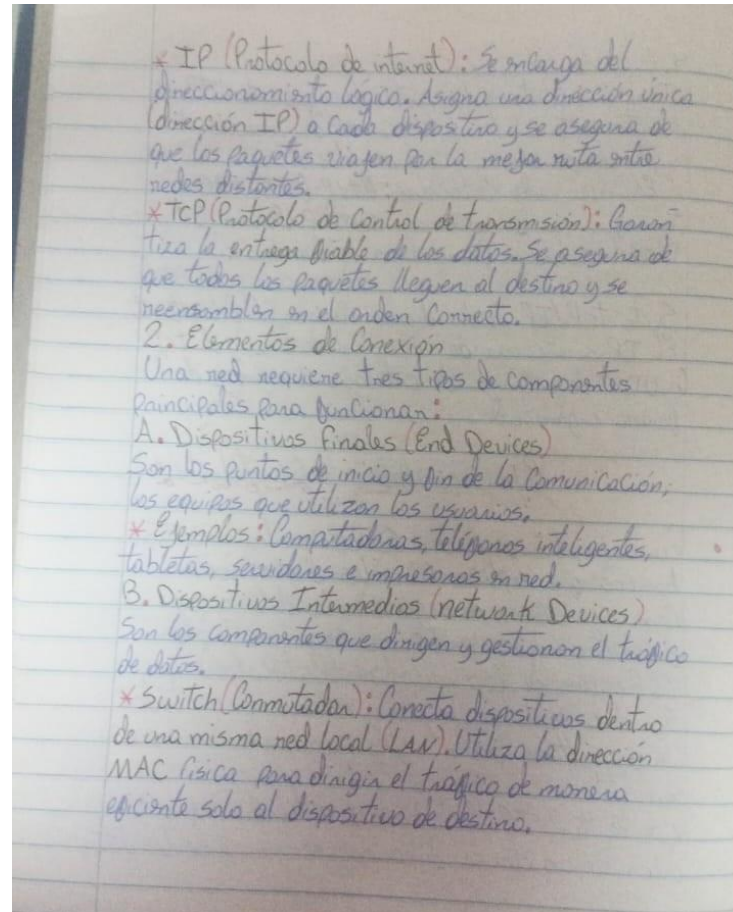 * IP (Protocolo de internet): Se encarga del
direccionamiento lógico. Asigna una dirección única
(dirección IP) a cada dispositivo y se asegura de
que los paquetes viajen por la mejor ruta entre
redes distantes.
* TCP (Protocolo de control de transmisión): Garan
tiza la entrega fiable de los datos. Se asegura de
que todos los paquetes lleguen al destino y se
reensamblen en el orden Correcto.
2. Elementos de Conexión
Una red requiere tres tipos de componentes
Principales para funcionar:
A. Dispositivos finales (End Devices)
Son los puntos de inicio y fin de la Comunicación;
los equipos que utilizan los usuarios.
* Ejemplos: Computadoras, teléfonos inteligentes,
tabletas, servidores e impresoras en red.
B. Dispositivos Intermedios (network Devices)
Son los componentes que dirigen y gestionan el tráfico
de datos.
* Switch (Conmutador): Conecta dispositivos dentro
de una misma red local (LAN). Utiliza la dirección
MAC física para dirigir el tráfico de manera
eficiente solo al dispositivo de destino.